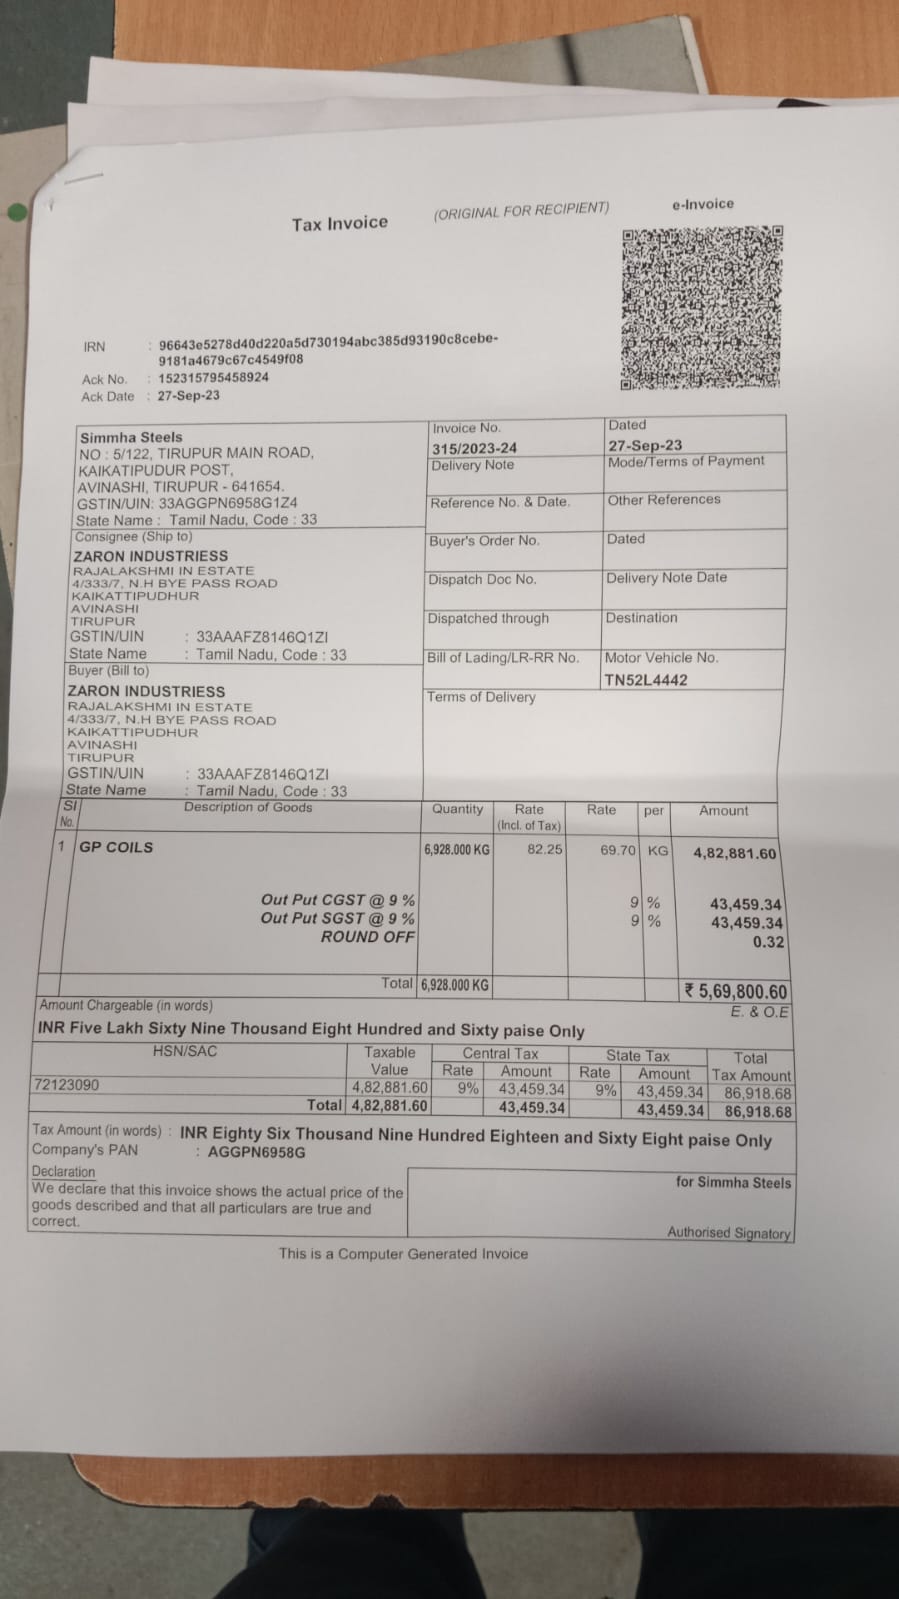 Tax Invoice
(ORIGINAL FOR RECIPIENT)
e-Invoice
IRN : 96643e5278d40d220a5d730194abc385d93190c8cebe-
9181a4679c67c4549f08
Ack No. : 152315795458924
Ack Date : 27-Sep-23
Simmha Steels
NO : 5/122, TIRUPUR MAIN ROAD,
KAIKATIPUDUR POST,
AVINASHI, TIRUPUR - 641654.
GSTIN/UIN: 33AGGPN6958G1Z4
State Name : Tamil Nadu, Code : 33
Invoice No.
315/2023-24
Dated
27-Sep-23
Delivery Note
Mode/Terms of Payment
Reference No. & Date.
Other References
Consignee (Ship to)
ZARON INDUSTRIESS
RAJALAKSHMI IN ESTATE
4/333/7, N.H BYE PASS ROAD
KAIKATTIPUDHUR
AVINASHI
TIRUPUR
GSTIN/UIN : 33AAAFZ8146Q1ZI
State Name : Tamil Nadu, Code : 33
Buyer's Order No.
Dated
Dispatch Doc No.
Delivery Note Date
Dispatched through
Destination
Bill of Lading/LR-RR No.
Motor Vehicle No.
TN52L4442
Buyer (Bill to)
ZARON INDUSTRIESS
RAJALAKSHMI IN ESTATE
4/333/7, N.H BYE PASS ROAD
KAIKATTIPUDHUR
AVINASHI
TIRUPUR
GSTIN/UIN : 33AAAFZ8146Q1ZI
State Name : Tamil Nadu, Code : 33
Terms of Delivery
Sl No. Description of Goods Quantity Rate (Incl. of Tax) Rate per Amount
1 GP COILS 6,928.000 KG 82.25 69.70 KG 4,82,881.60
Out Put CGST @ 9 % 9 % 43,459.34
Out Put SGST @ 9 % 9 % 43,459.34
ROUND OFF 0.32
Total 6,928.000 KG ₹ 5,69,800.60
Amount Chargeable (in words) E. & O.E
INR Five Lakh Sixty Nine Thousand Eight Hundred and Sixty paise Only
HSN/SAC Taxable Value Central Tax State Tax Total Tax Amount
Rate Amount Rate Amount
72123090 4,82,881.60 9% 43,459.34 9% 43,459.34 86,918.68
Total 4,82,881.60 43,459.34 43,459.34 86,918.68
Tax Amount (in words) : INR Eighty Six Thousand Nine Hundred Eighteen and Sixty Eight paise Only
Company's PAN : AGGPN6958G
Declaration
We declare that this invoice shows the actual price of the
goods described and that all particulars are true and
correct.
for Simmha Steels
Authorised Signatory
This is a Computer Generated Invoice